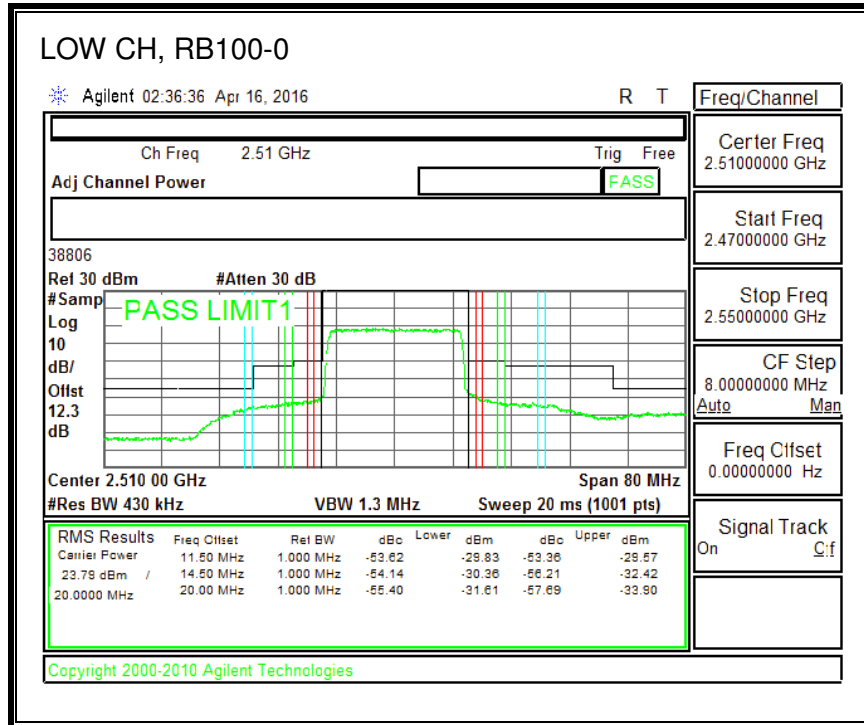 LOW CH, RB100-0
Agilent 02:36:36 Apr 16, 2016 R T
Freq/Channel
Ch Freq 2.51 GHz Trig Free
Adj Channel Power PASS
Center Freq
2.51000000 GHz
Start Freq
2.47000000 GHz
38806
Ref 30 dBm #Atten 30 dB
#Samp
Log
10
dB/
Offst
12.3
dB
PASS LIMIT1
Stop Freq
2.55000000 GHz
CF Step
8.00000000 MHz
Auto Man
Freq Offset
0.00000000 Hz
Center 2.510 00 GHz Span 80 MHz
#Res BW 430 kHz VBW 1.3 MHz Sweep 20 ms (1001 pts)
Signal Track
On Off
RMS Results Freq Offset Ref BW dBc Lower dBm dBc Upper dBm
Carrier Power 11.50 MHz 1.000 MHz -53.62 -29.83 -53.36 -29.57
23.79 dBm / 14.50 MHz 1.000 MHz -54.14 -30.36 -56.21 -32.42
20.0000 MHz 20.00 MHz 1.000 MHz -55.40 -31.61 -57.69 -33.90
Copyright 2000-2010 Agilent Technologies